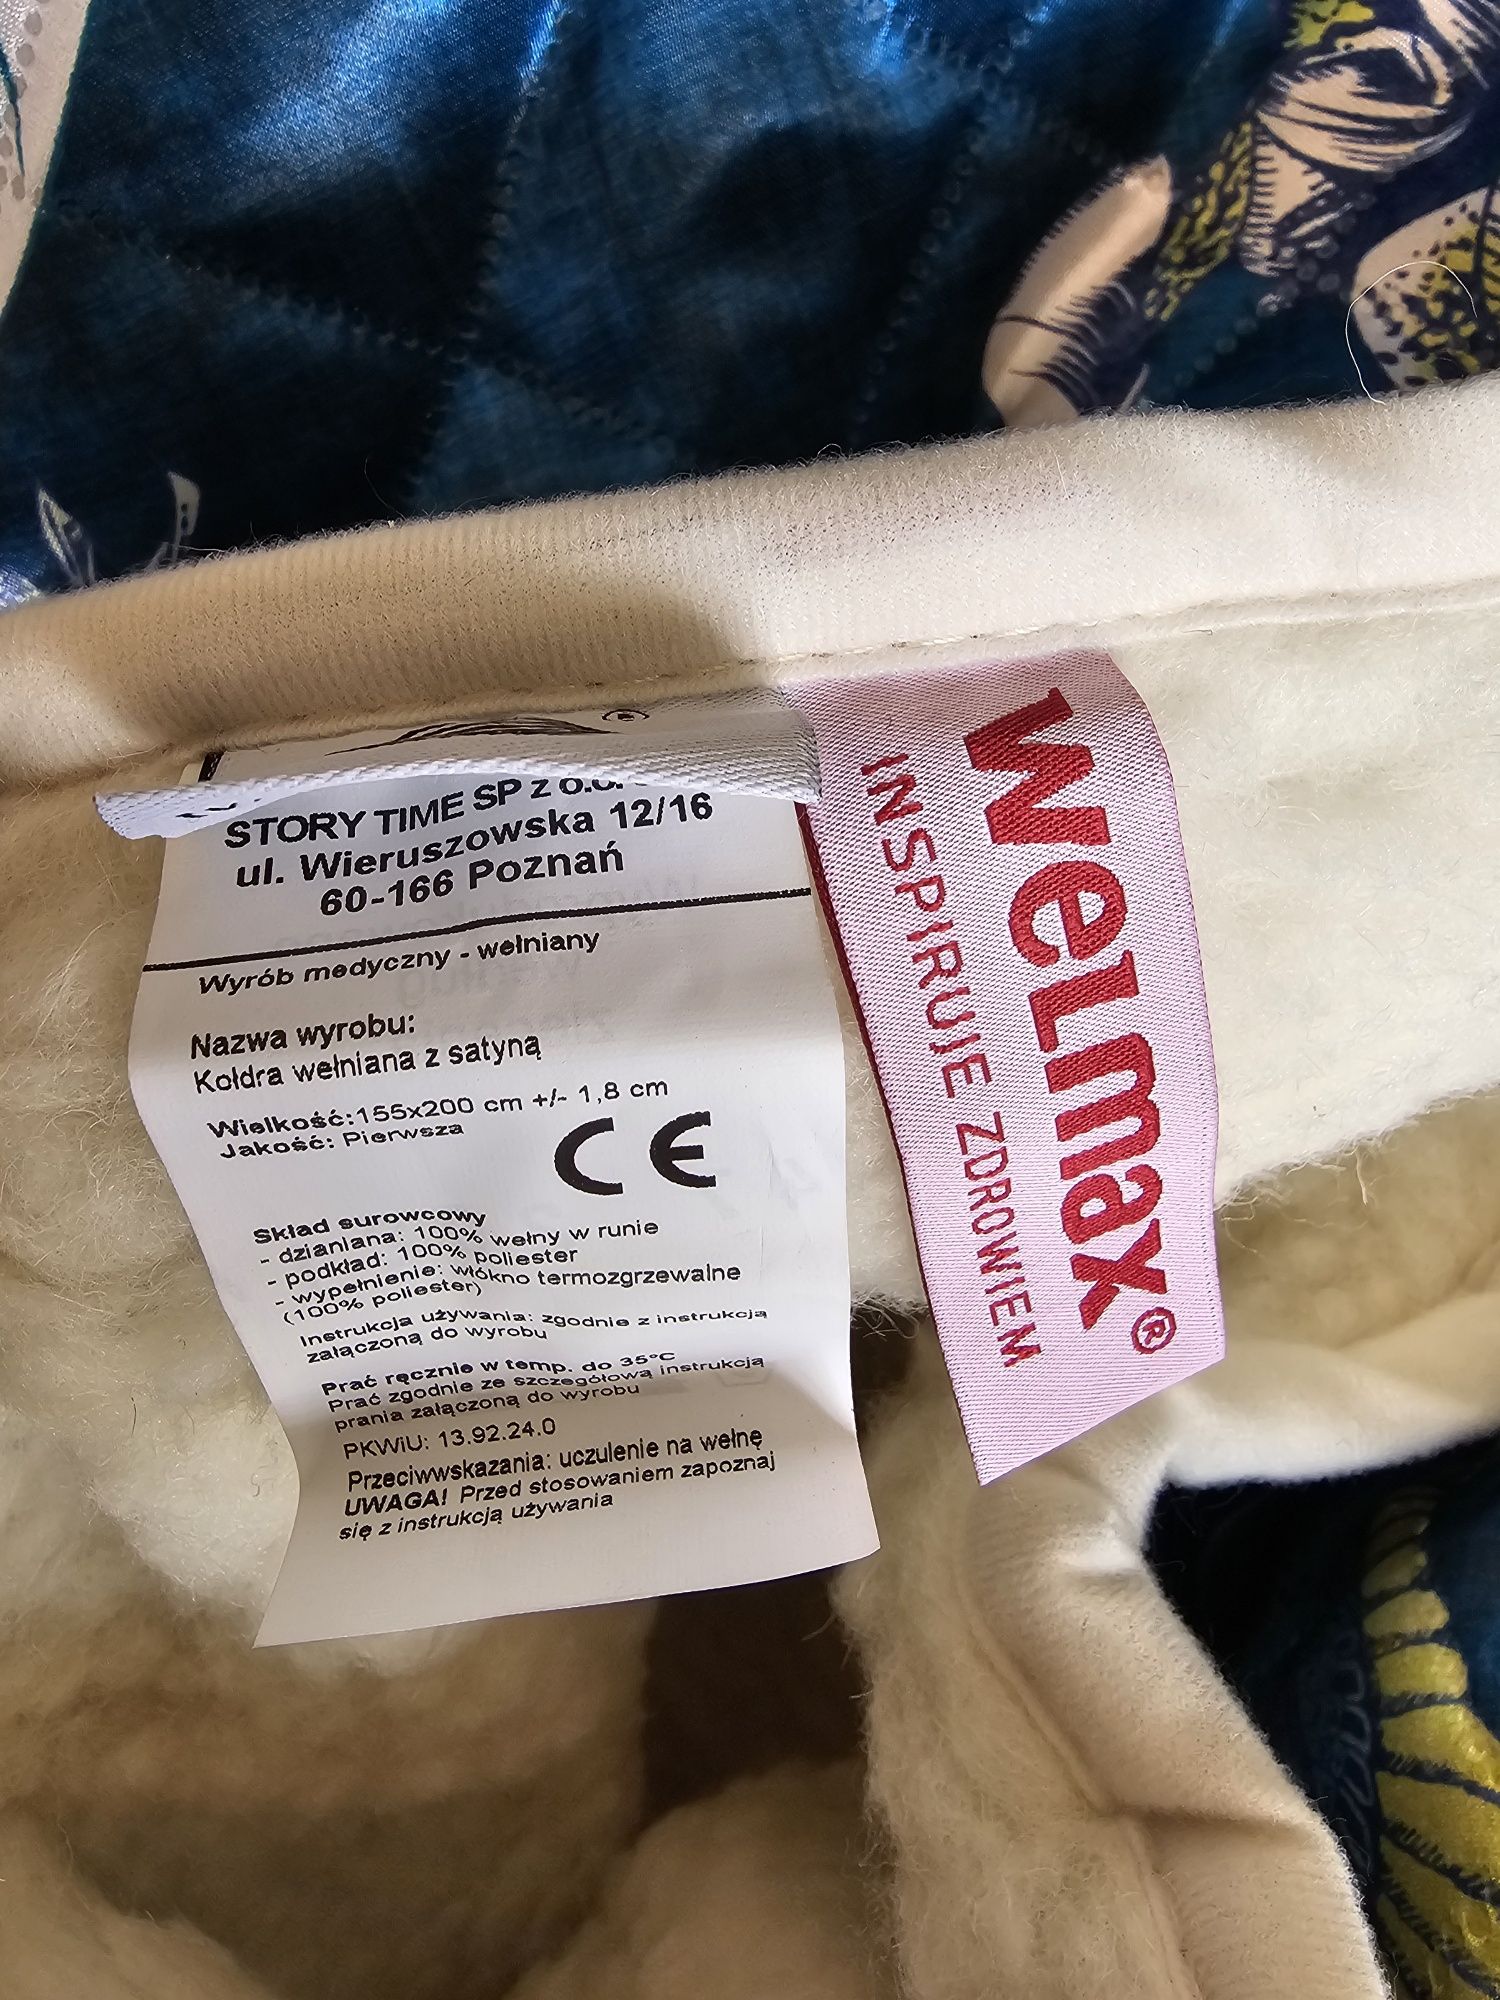 ®
STORY TIME SP z o.o.
ul. Wieruszowska 12/16
60-166 Poznań
Wyrób medyczny - wełniany
Nazwa wyrobu:
Kołdra wełniana z satyną
Wielkość:155x200 cm +/- 1,8 cm
Jakość: Pierwsza
CE
Skład surowcowy
- dzianiana: 100% wełny w runie
- podkład: 100% poliester
- wypełnienie: włókno termozgrzewalne
(100% poliester)
Instrukcja używania: zgodnie z instrukcją
załączoną do wyrobu
Prać ręcznie w temp. do 35°C
Prać zgodnie ze szczegółową instrukcją
prania załączoną do wyrobu
PKWiU: 13.92.24.0
Przeciwwskazania: uczulenie na wełnę
UWAGA! Przed stosowaniem zapoznaj
się z instrukcją używania
weLmax®
INSPIRUJE ZDROWIEM